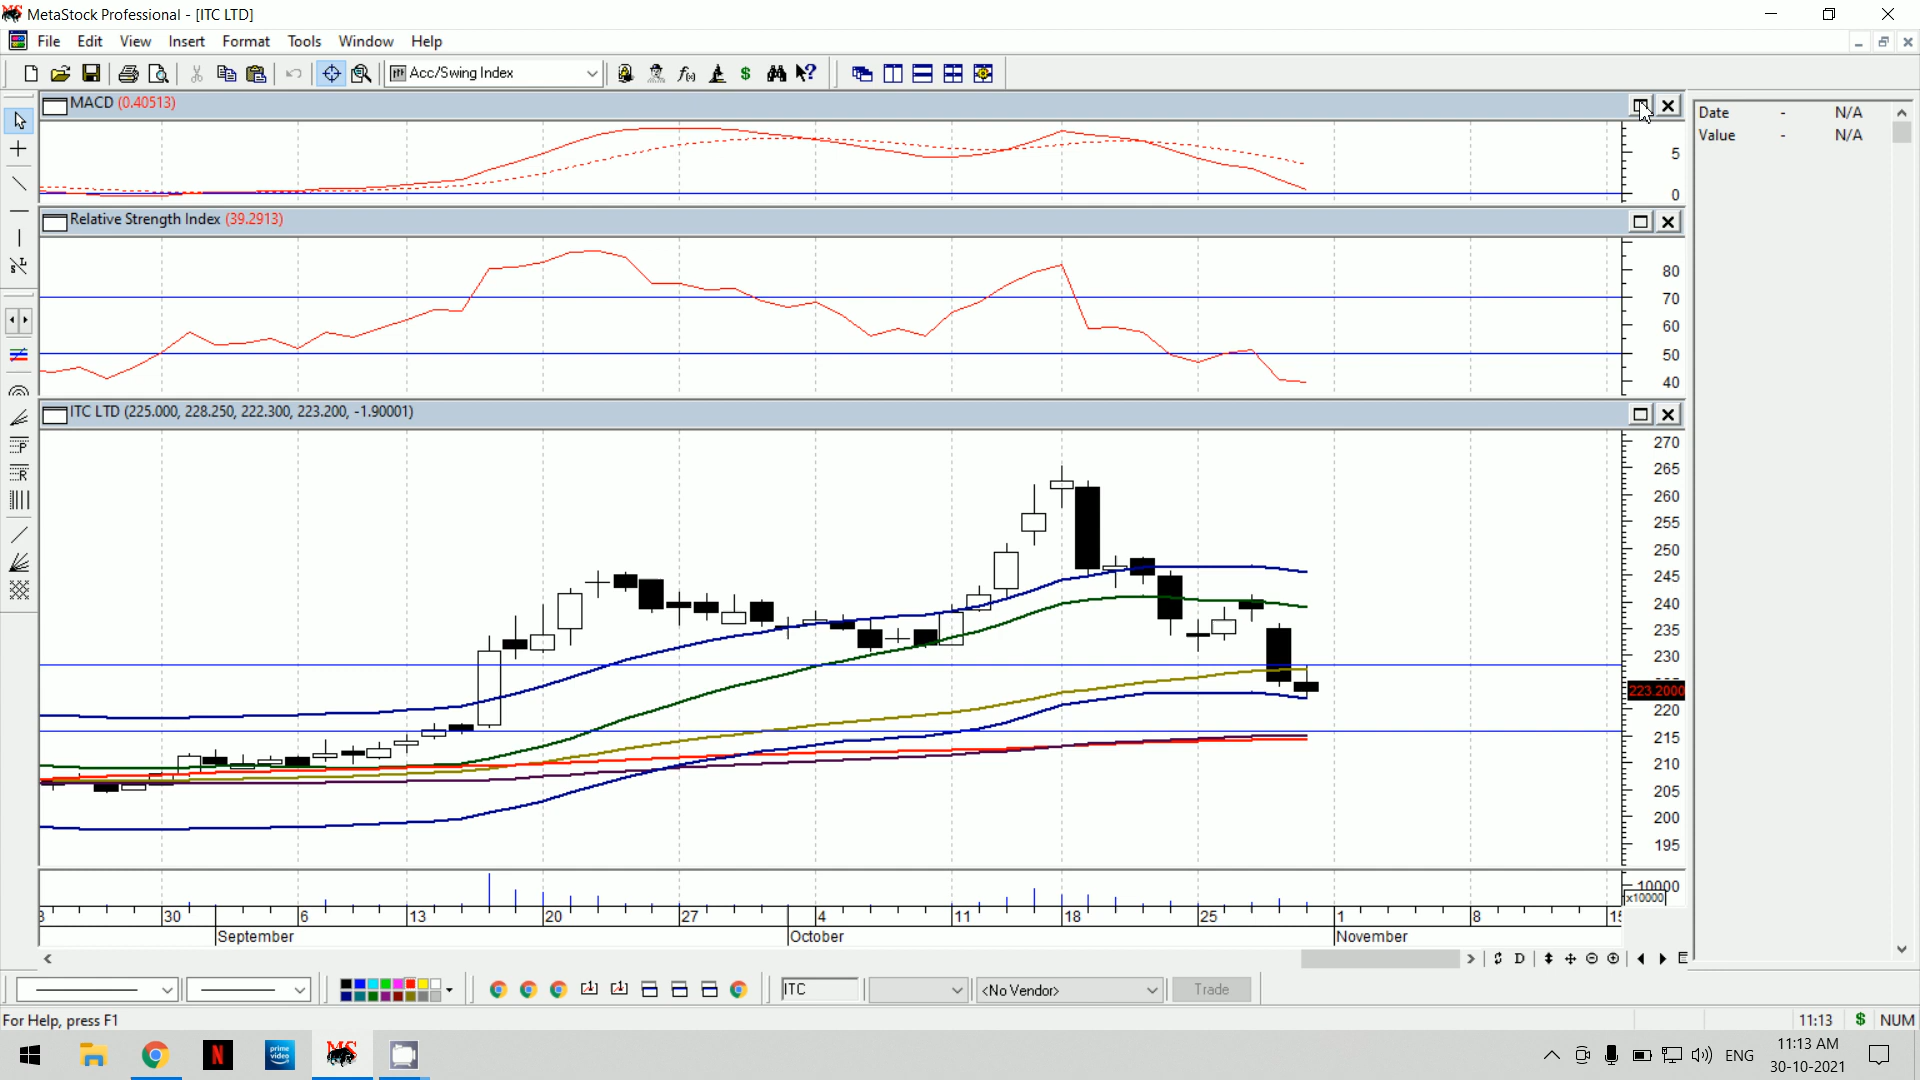 MetaStock Professional - [ITC LTD]
File Edit View Insert Format Tools Window Help
Acc/Swing Index
MACD (0.40513)
5
0
Date - N/A
Value - N/A
Relative Strength Index (39.2913)
80
70
60
50
40
ITC LTD (225.000, 228.250, 222.300, 223.200, -1.90001)
270
265
260
255
250
245
240
235
230
223.2000
220
215
210
205
200
195
10000
x10000
30 6 13 20 27 4 11 18 25 1 8
September October November
ITC <No Vendor> Trade
For Help, press F1
11:13 $ NUM
N prime video MS ENG
11:13 AM
30-10-2021